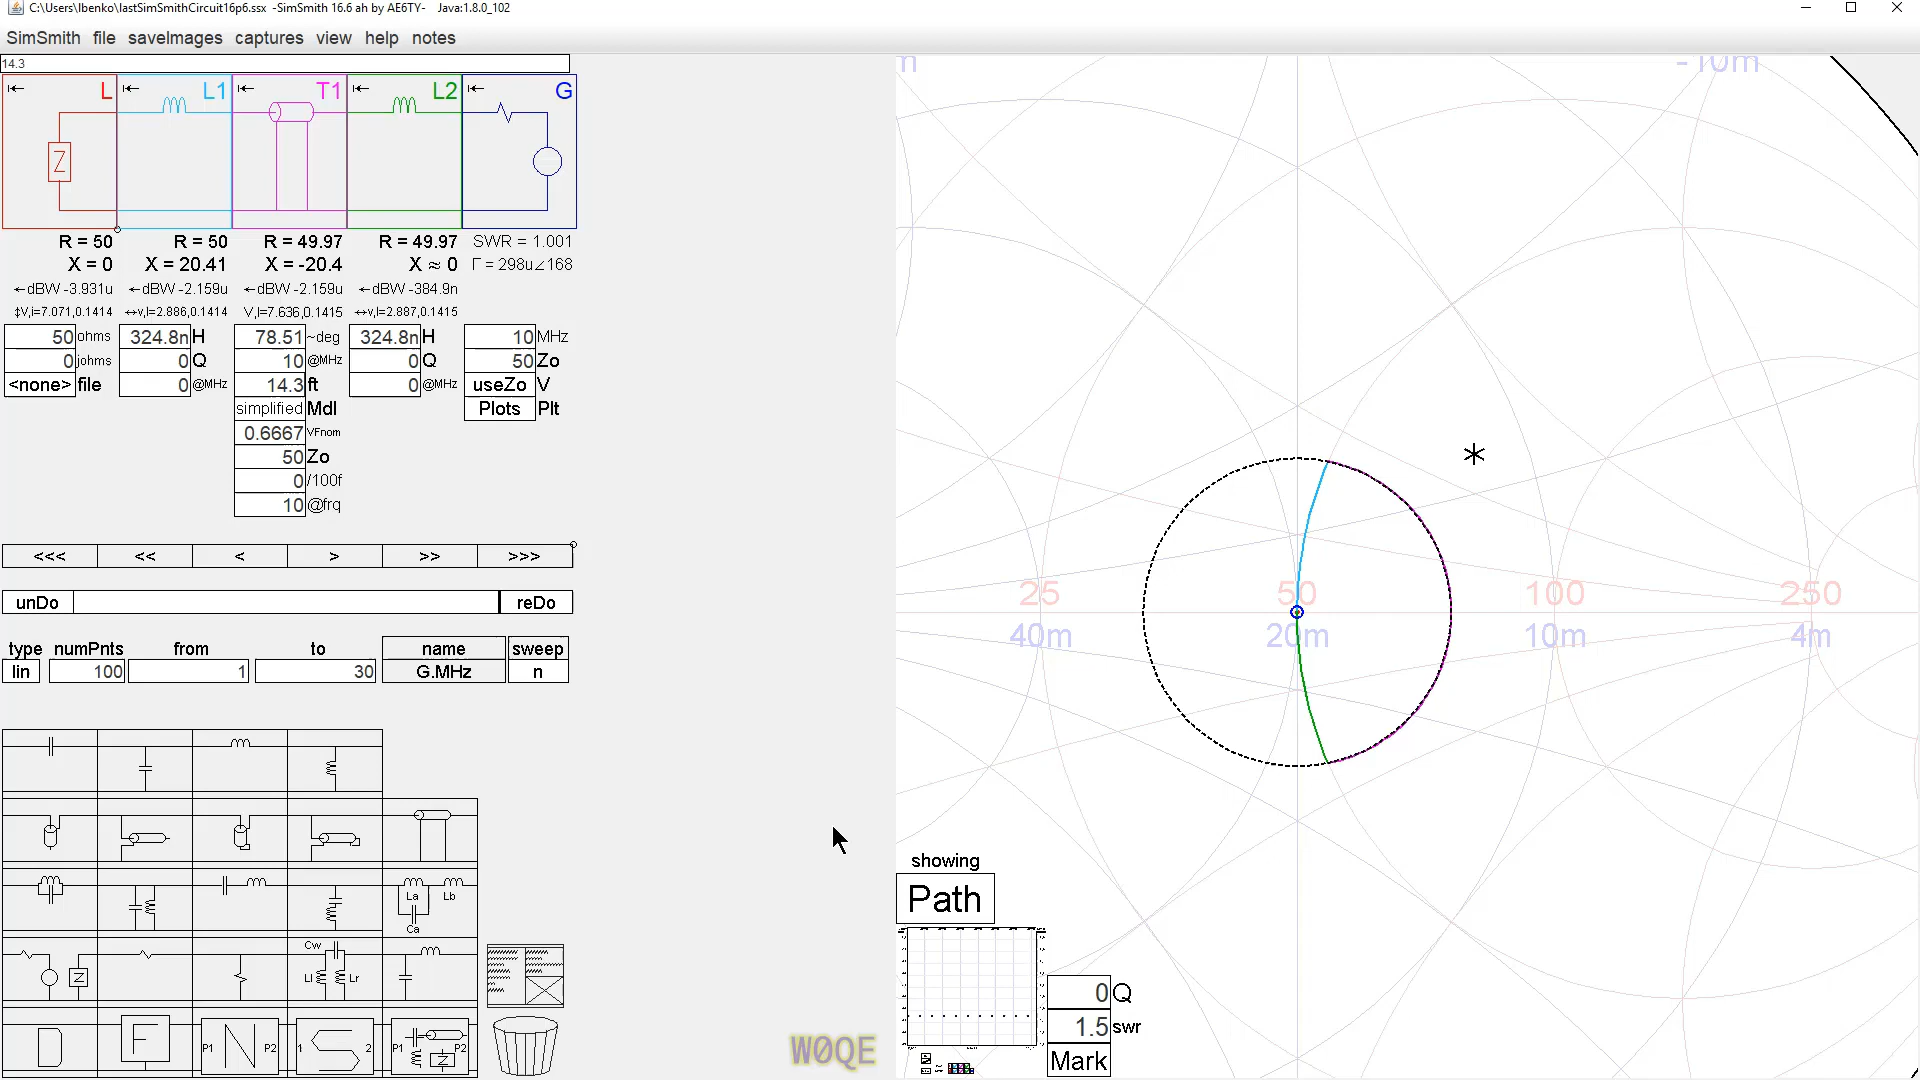 C:\Users\lbenko\lastSimSmithCircuit16p6.ssx -SimSmith 16.6 ah by AE6TY- Java:1.8.0_102
SimSmith file saveImages captures view help notes
14.3
L L1 T1 L2 G
Z
R = 50 R = 50 R = 49.97 R = 49.97 SWR = 1.001
X = 0 X = 20.41 X = -20.4 X ≈ 0 Γ = 298u∠168
←dBW -3.931u ←dBW -2.159u ←dBW -2.159u ←dBW -384.9n
‡V,i=7.071,0.1414 ↔v,I=2.886,0.1414 V,I=7.636,0.1415 ↔v,I=2.887,0.1415
50 ohms 324.8n H 78.51 ~deg 324.8n H 10 MHz
0 johms 0 Q 10 @MHz 0 Q 50 Zo
<none> file 0 @MHz 14.3 ft 0 @MHz useZo V
simplified Mdl Plots Plt
0.6667 VFnom
50 Zo
0 /100f
10 @frq
<<< << < > >> >>>
unDo reDo
type numPnts from to name sweep
lin 100 1 30 G.MHz n
La Lb
Ca
Cw
Z Ll Lr
D F P1 N P2 1 S 2 P1 Z P2
W0QE
-10m
25 50 100 250
40m 20m 10m 4m
showing
Path
0 Q
1.5 swr
Mark